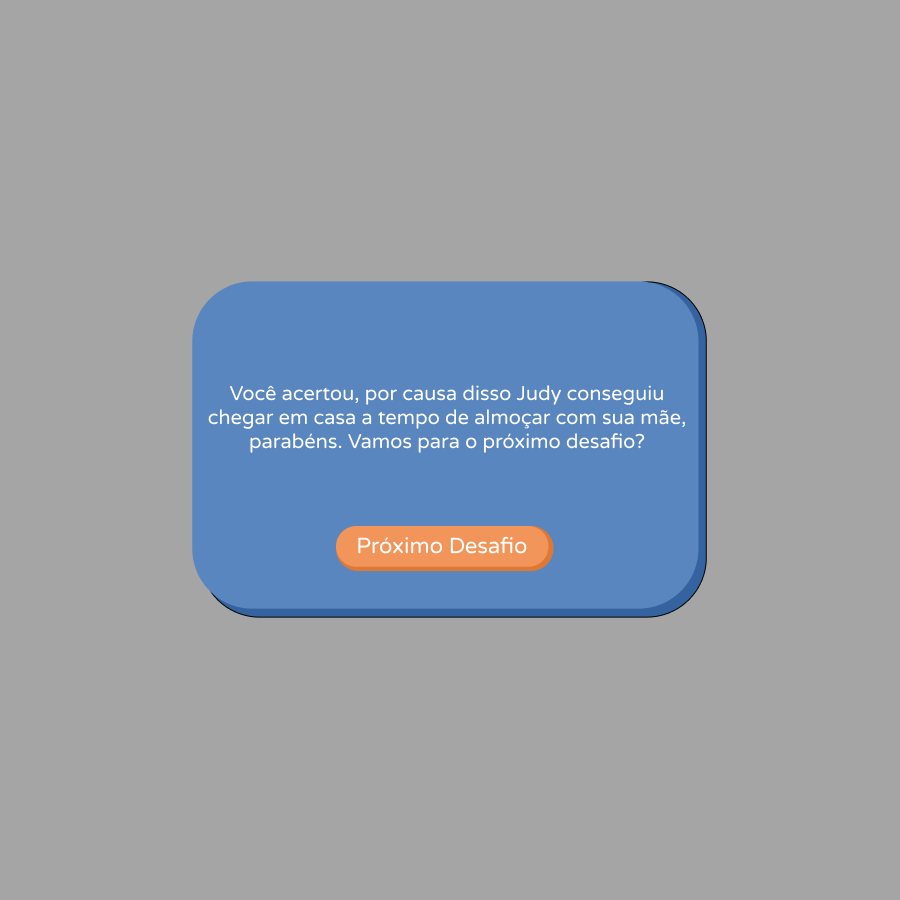 Você acertou, por causa disso Judy conseguiu
chegar em casa a tempo de almoçar com sua mãe,
parabéns. Vamos para o próximo desafio?
Próximo Desafio